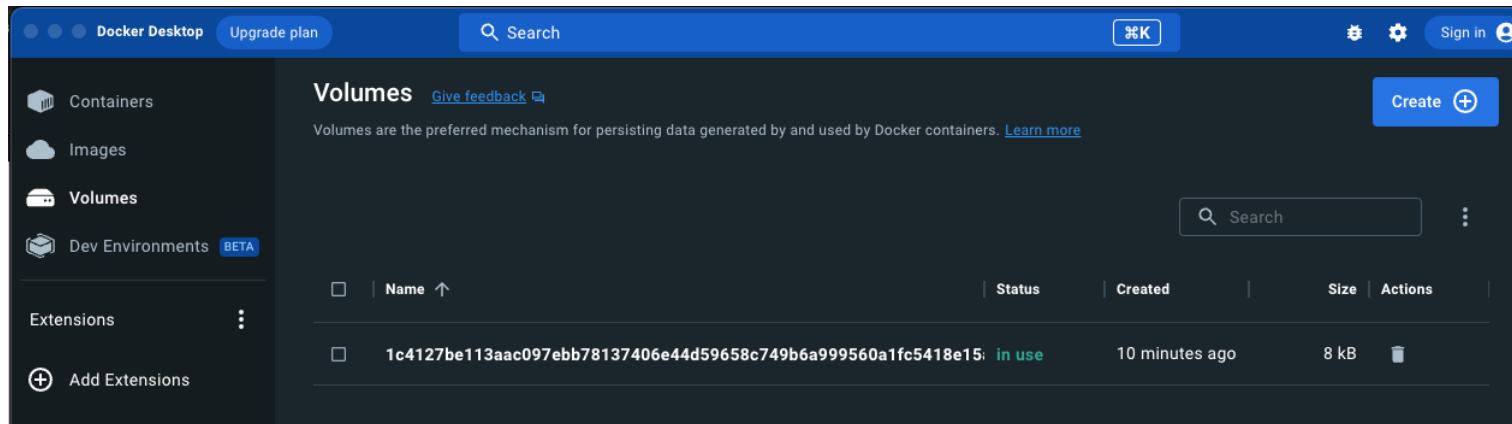 Docker Desktop Upgrade plan Search ⌘K Sign in
Containers
Images
Volumes
Dev Environments BETA
Extensions
Add Extensions
Volumes Give feedback
Create
Volumes are the preferred mechanism for persisting data generated by and used by Docker containers. Learn more
Search
Name Status Created Size Actions
1c4127be113aac097ebb78137406e44d59658c749b6a999560a1fc5418e15 in use 10 minutes ago 8 kB